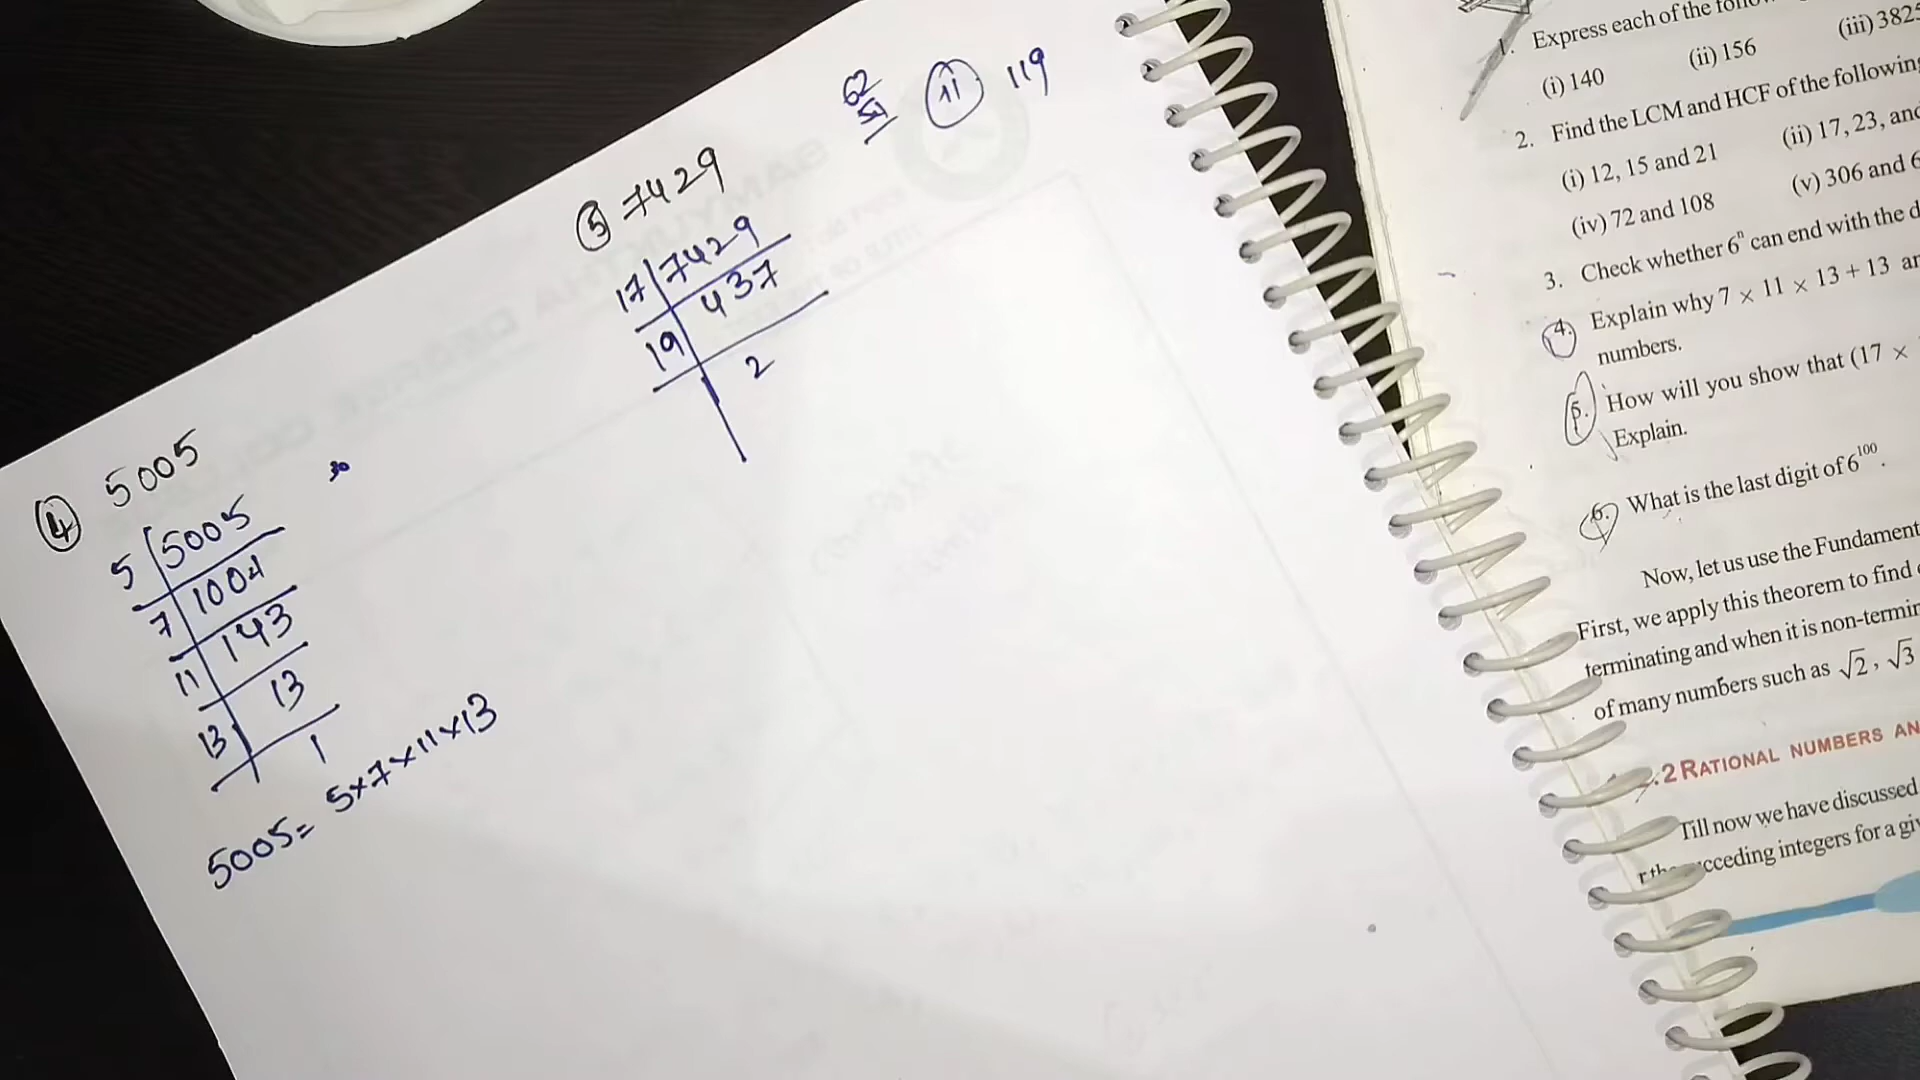 ④ 5005
5 | 5005
7 | 1001
11 | 143
13 | 13
1
5005 = 5×7×11×13
⑤ 7429
17 | 7429
19 | 437
2
⑪ 119
1. Express each of the
(i) 140 (ii) 156 (iii) 3825
2. Find the LCM and HCF of the following
(i) 12, 15 and 21 (ii) 17, 23, and
(iv) 72 and 108 (v) 306 and 6
3. Check whether 6ⁿ can end with the d
4. Explain why 7 × 11 × 13 + 13 an
numbers.
5. How will you show that (17 ×
Explain.
6. What is the last digit of 6¹⁰⁰.
Now, let us use the Fundament
First, we apply this theorem to find
terminating and when it is non-termin
of many numbers such as √2, √3
.2 RATIONAL NUMBERS AN
Till now we have discussed
cceding integers for a giv